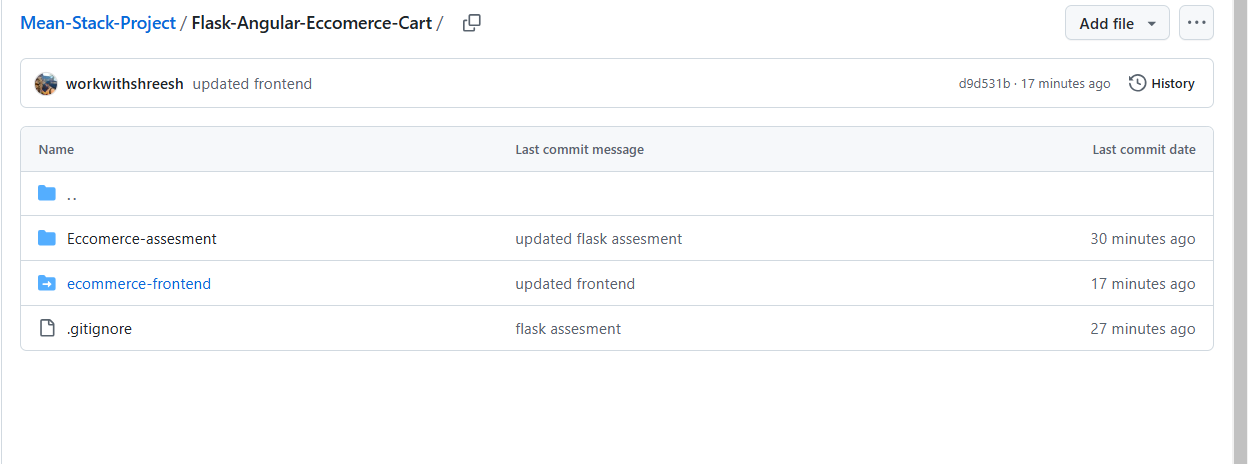 Mean-Stack-Project / Flask-Angular-Eccomerce-Cart /
Add file
workwithshreesh updated frontend
d9d531b · 17 minutes ago
History
Name Last commit message Last commit date
..
Eccomerce-assesment updated flask assesment 30 minutes ago
ecommerce-frontend updated frontend 17 minutes ago
.gitignore flask assesment 27 minutes ago